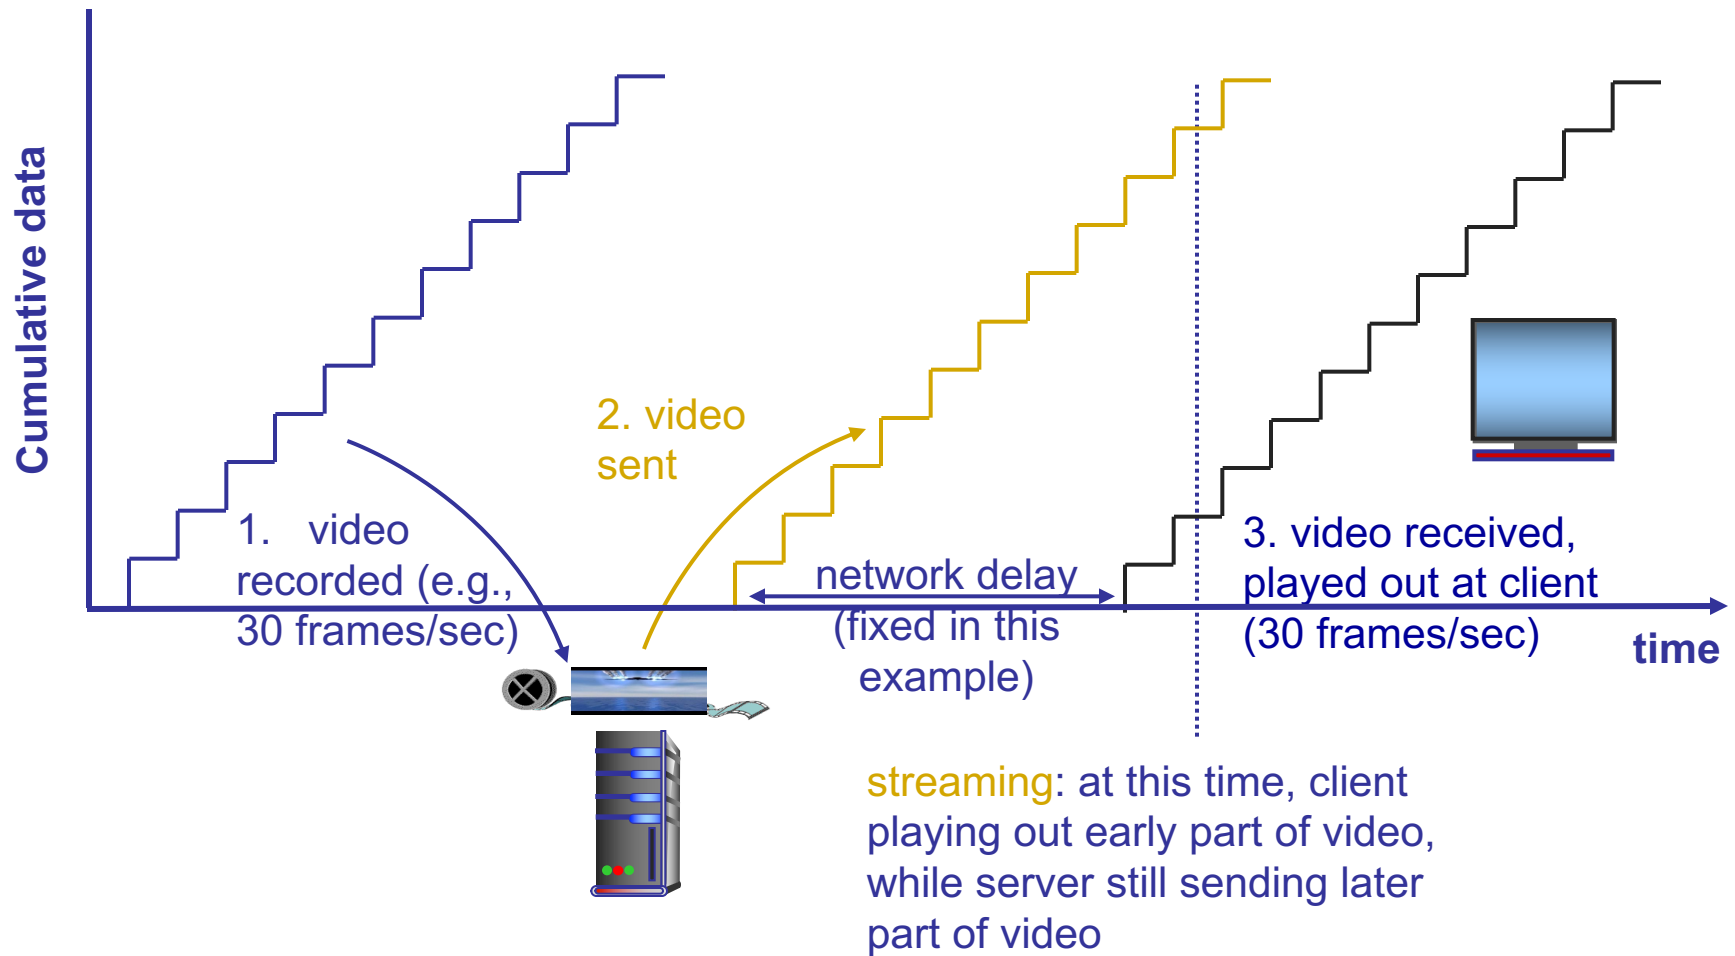 Cumulative data
1. video
recorded (e.g.,
30 frames/sec)
2. video
sent
network delay
(fixed in this
example)
3. video received,
played out at client
(30 frames/sec)
time
streaming: at this time, client
playing out early part of video,
while server still sending later
part of video